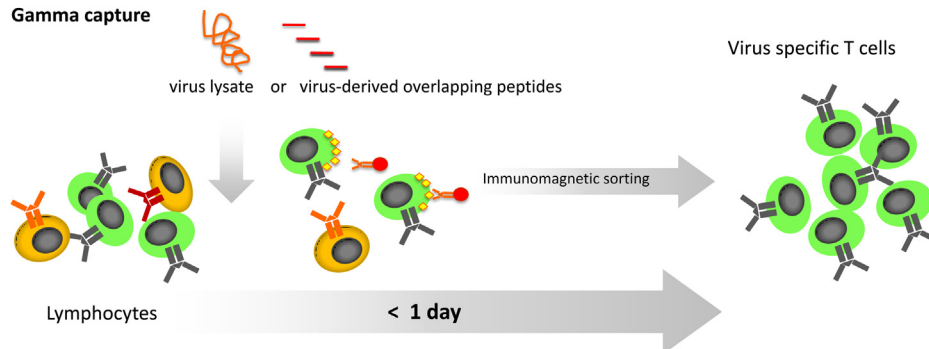 Gamma capture
virus lysate or virus-derived overlapping peptides
Virus specific T cells
Immunomagnetic sorting
Lymphocytes
< 1 day